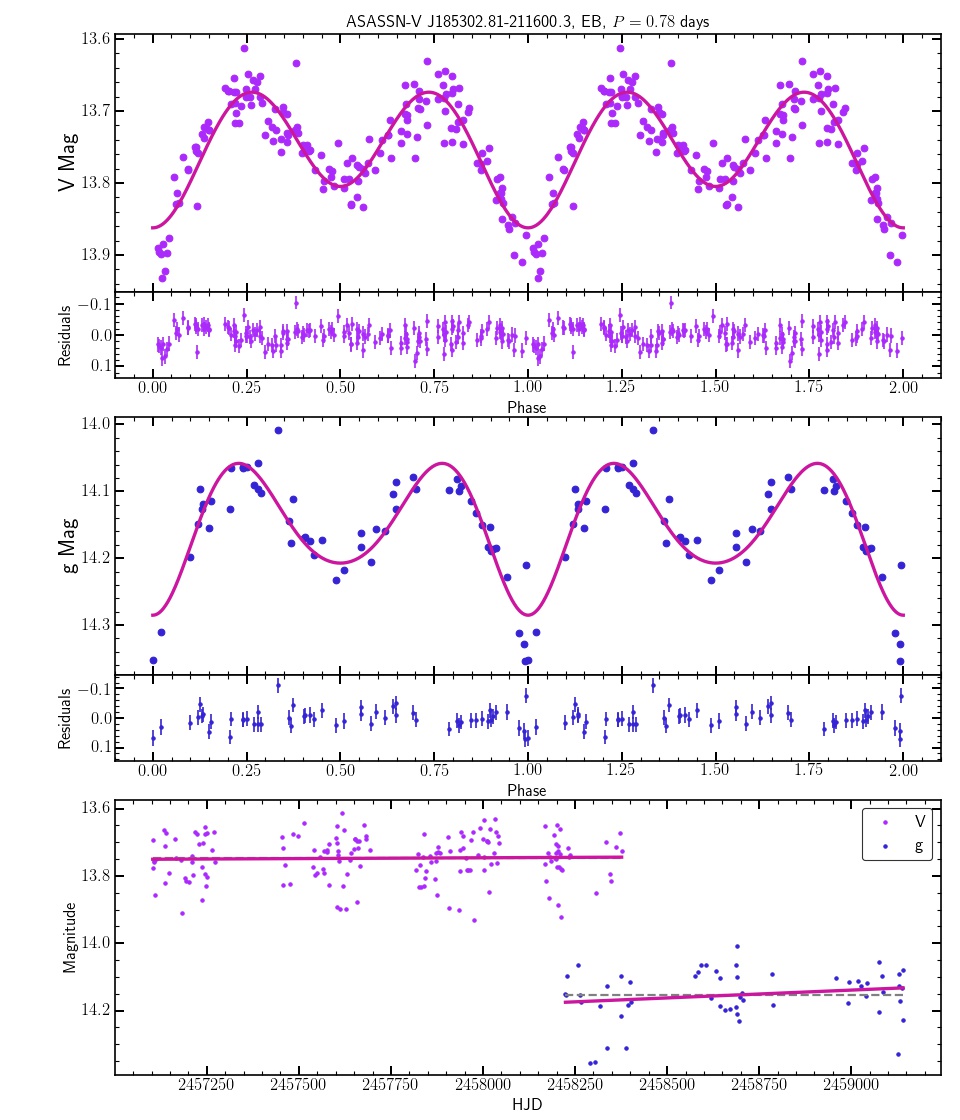 ASASSN-V J185302.81-211600.3, EB, P = 0.78 days
13.6
13.7
13.8
13.9
V Mag
−0.1
0.0
0.1
Residuals
0.00 0.25 0.50 0.75 1.00 1.25 1.50 1.75 2.00
Phase
14.0
14.1
14.2
14.3
g Mag
−0.1
0.0
0.1
Residuals
0.00 0.25 0.50 0.75 1.00 1.25 1.50 1.75 2.00
Phase
13.6
13.8
14.0
14.2
Magnitude
V
g
2457250 2457500 2457750 2458000 2458250 2458500 2458750 2459000
HJD